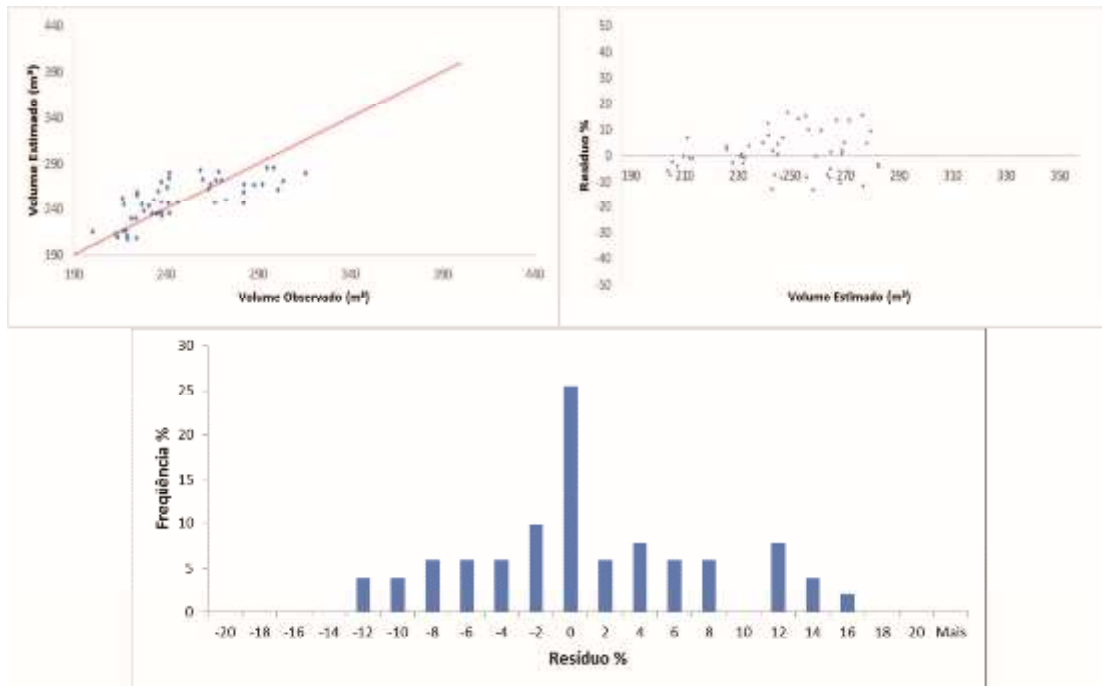 440
390
340
290
240
190
Volume Estimado (m³)
190 240 290 340 390 440
Volume Observado (m³)
50
40
30
20
10
0
-10
-20
-30
-40
-50
Resíduo %
190 210 230 250 270 290 310 330 350
Volume Estimado (m³)
30
25
20
15
10
5
0
Freqüência %
-20 -18 -16 -14 -12 -10 -8 -6 -4 -2 0 2 4 6 8 10 12 14 16 18 20 Mais
Resíduo %